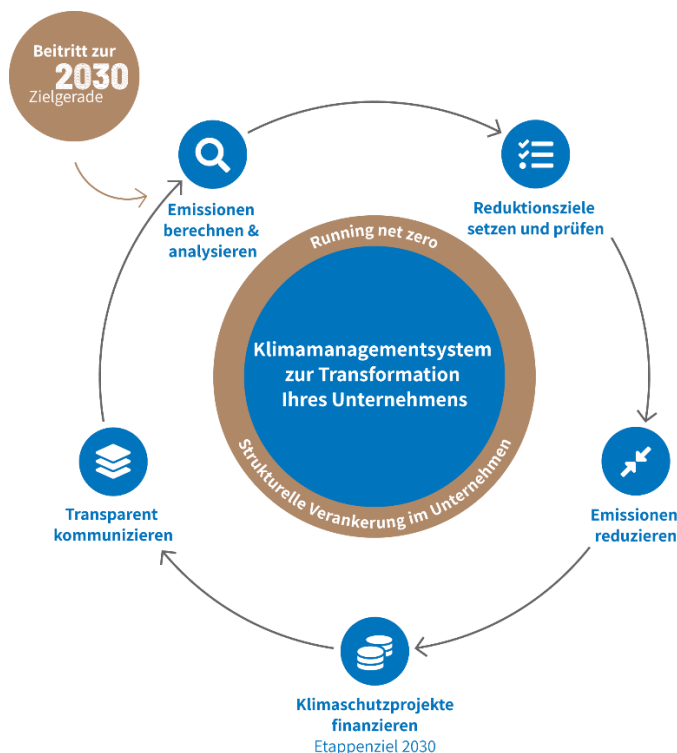 Beitritt zur
2030
Zielgerade
Emissionen
berechnen &
analysieren
Reduktionsziele
setzen und prüfen
Running net zero
Klimamanagementsystem
zur Transformation
Ihres Unternehmens
Strukturelle Verankerung im Unternehmen
Emissionen
reduzieren
Klimaschutzprojekte
finanzieren
Etappenziel 2030
Transparent
kommunizieren